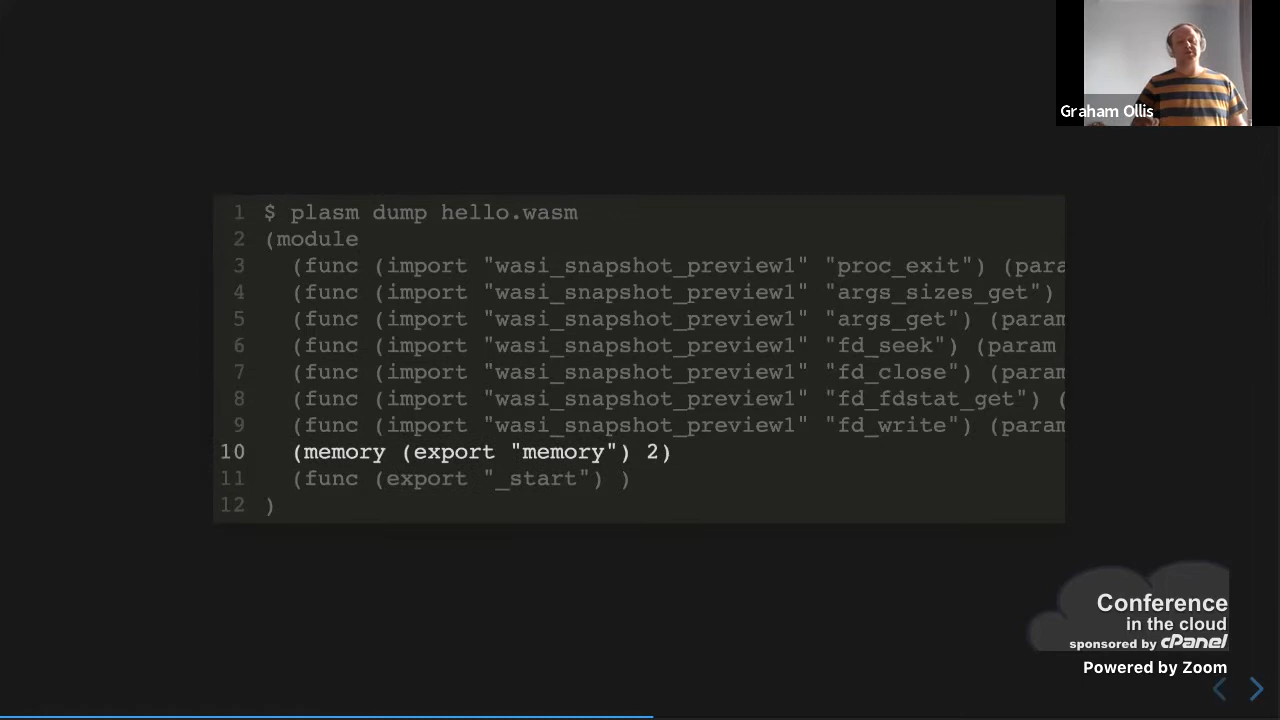 Graham Ollis
1 $ plasm dump hello.wasm
2 (module
3 (func (import "wasi_snapshot_preview1" "proc_exit") (para
4 (func (import "wasi_snapshot_preview1" "args_sizes_get")
5 (func (import "wasi_snapshot_preview1" "args_get") (param
6 (func (import "wasi_snapshot_preview1" "fd_seek") (param
7 (func (import "wasi_snapshot_preview1" "fd_close") (param
8 (func (import "wasi_snapshot_preview1" "fd_fdstat_get") (
9 (func (import "wasi_snapshot_preview1" "fd_write") (param
10 (memory (export "memory") 2)
11 (func (export "_start") )
12 )
Conference
in the cloud
sponsored by cPanel
Powered by Zoom